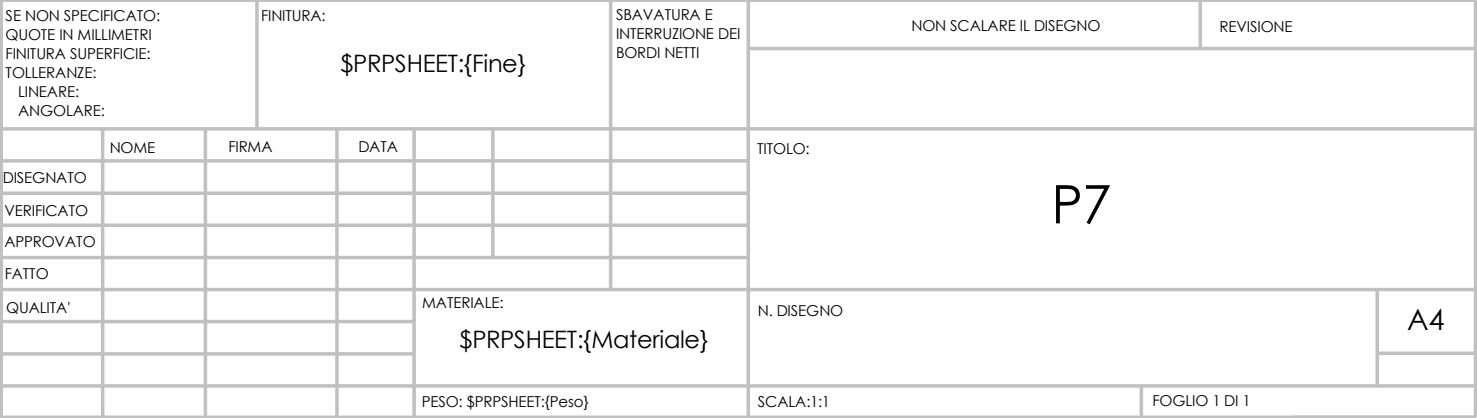 SE NON SPECIFICATO:
QUOTE IN MILLIMETRI
FINITURA SUPERFICIE:
TOLLERANZE:
LINEARE:
ANGOLARE:
FINITURA:
$PRPSHEET:{Fine}
SBAVATURA E
INTERRUZIONE DEI
BORDI NETTI
NON SCALARE IL DISEGNO
REVISIONE
NOME
FIRMA
DATA
DISEGNATO
VERIFICATO
APPROVATO
FATTO
QUALITA'
TITOLO:
P7
MATERIALE:
$PRPSHEET:{Materiale}
N. DISEGNO
A4
PESO: $PRPSHEET:{Peso}
SCALA:1:1
FOGLIO 1 DI 1